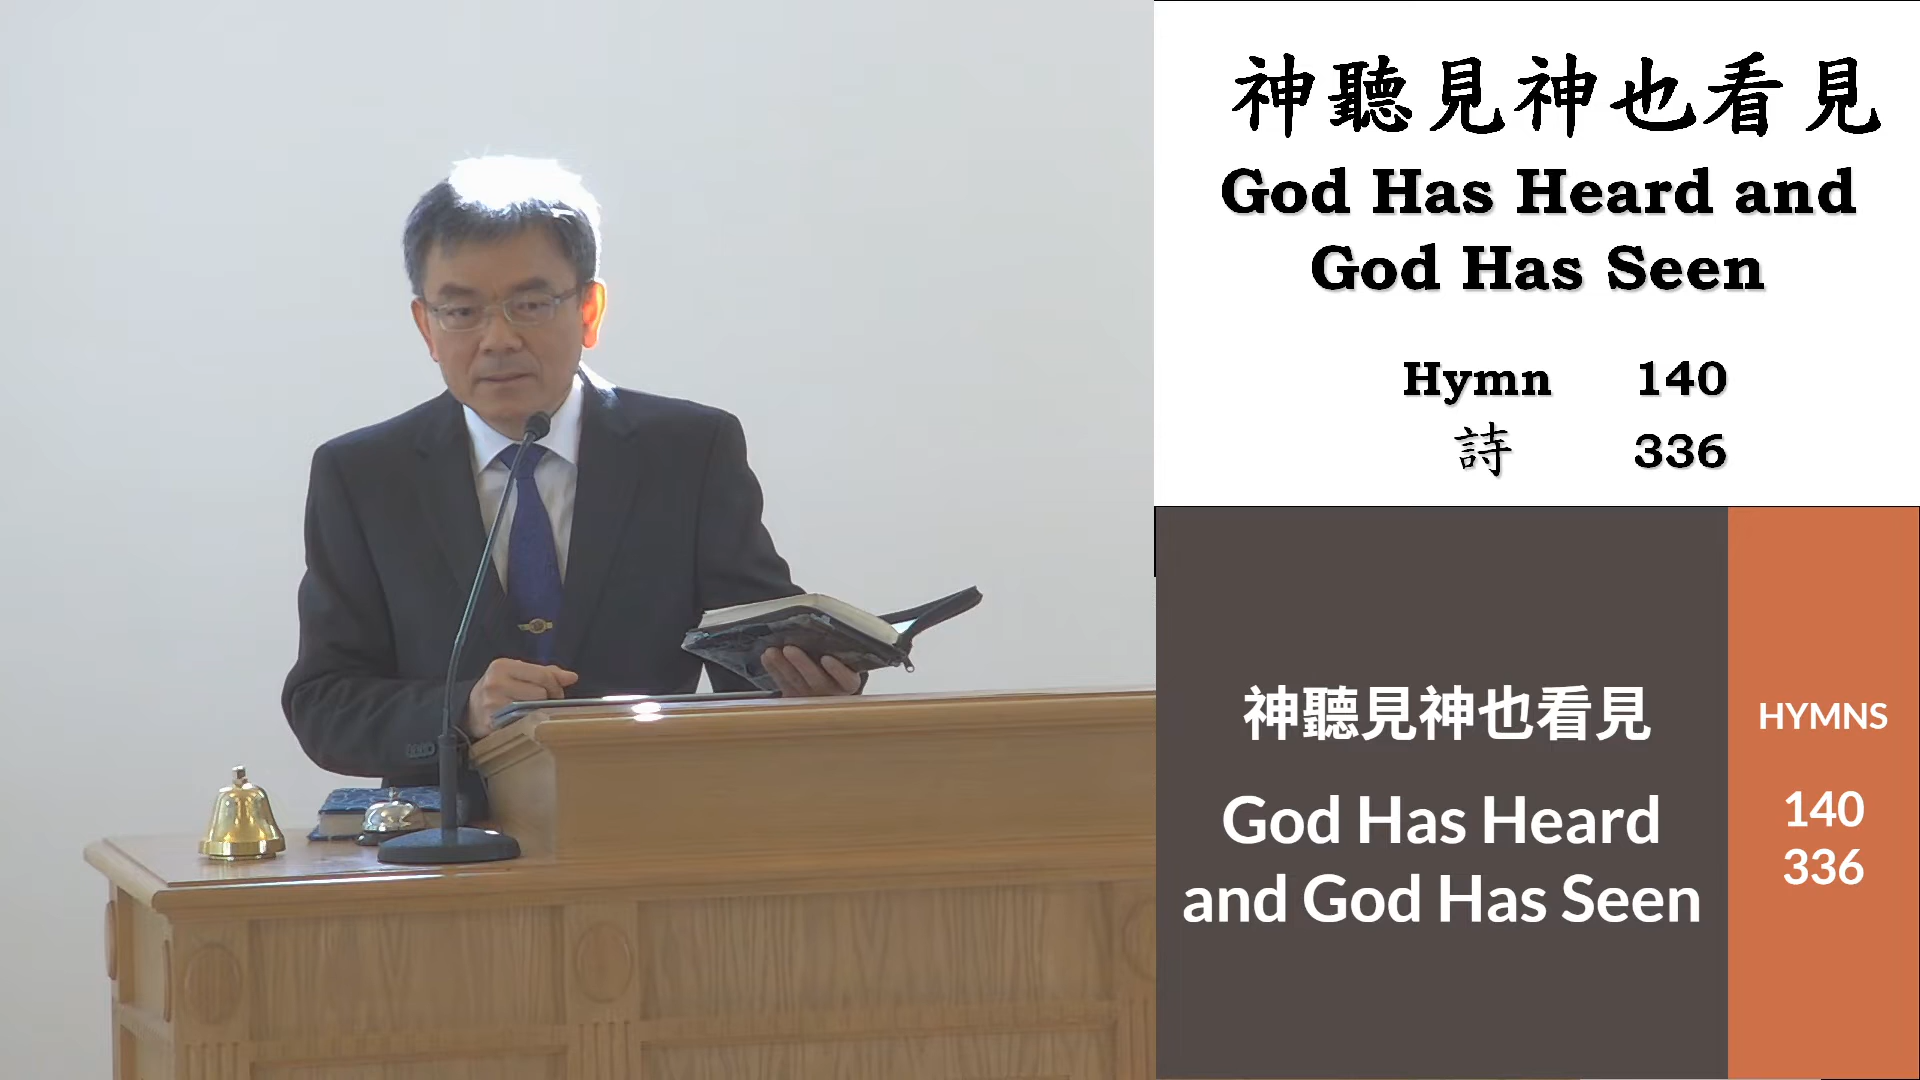 神聽見神也看見
God Has Heard and
God Has Seen
Hymn 140
詩 336
神聽見神也看見
God Has Heard
and God Has Seen
HYMNS
140
336